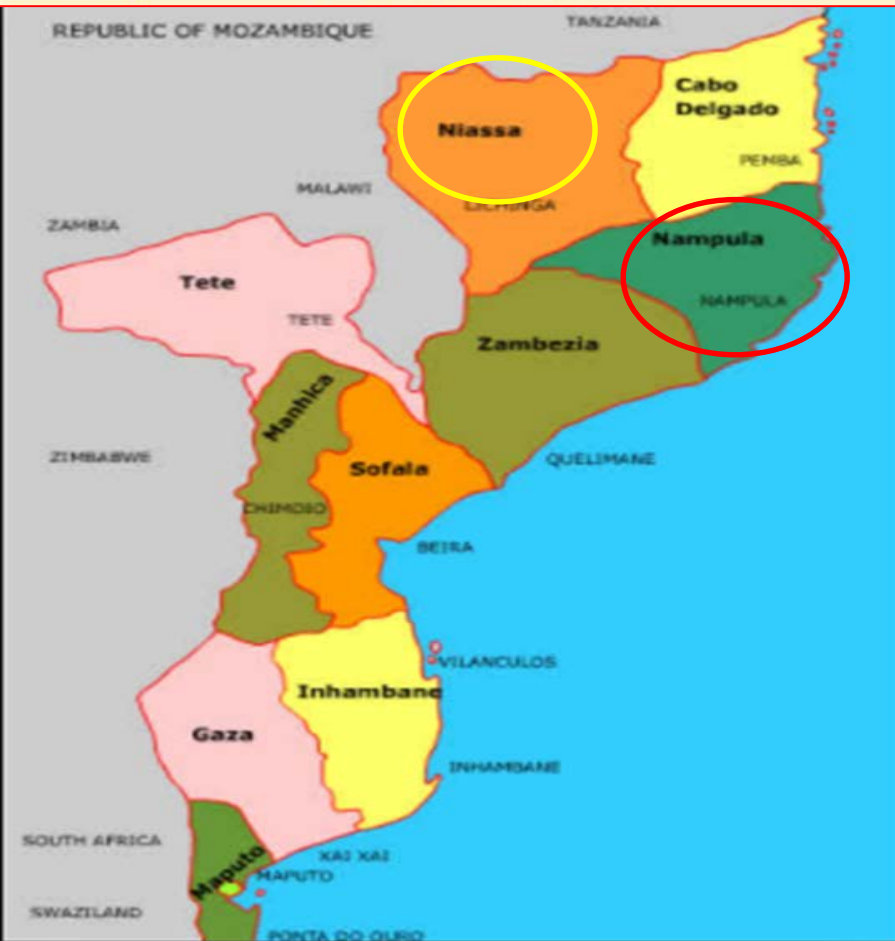 REPUBLIC OF MOZAMBIQUE
TANZANIA
Cabo
Delgado
Niassa
PEMBA
MALAWI
LICHINGA
ZAMBIA
Nampula
Tete
NAMPULA
TETE
Zambezia
Manhica
ZIMBABWE
Sofala
QUELIMANE
CHIMOIO
BEIRA
VILANCULOS
Inhambane
Gaza
INHAMBANE
SOUTH AFRICA
XAI XAI
Maputo
MAPUTO
SWAZILAND
PONTA DO OURO